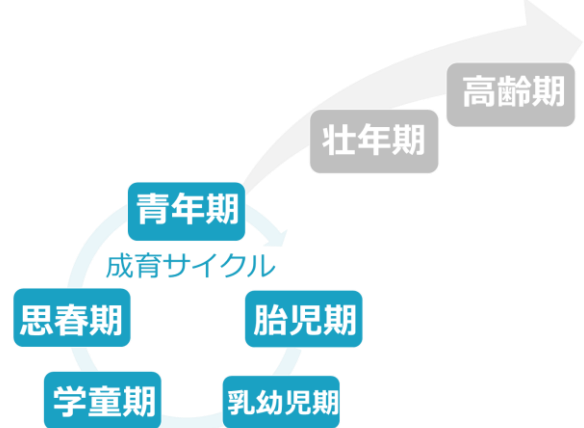 高齢期
壮年期
青年期
成育サイクル
思春期
胎児期
学童期
乳幼児期